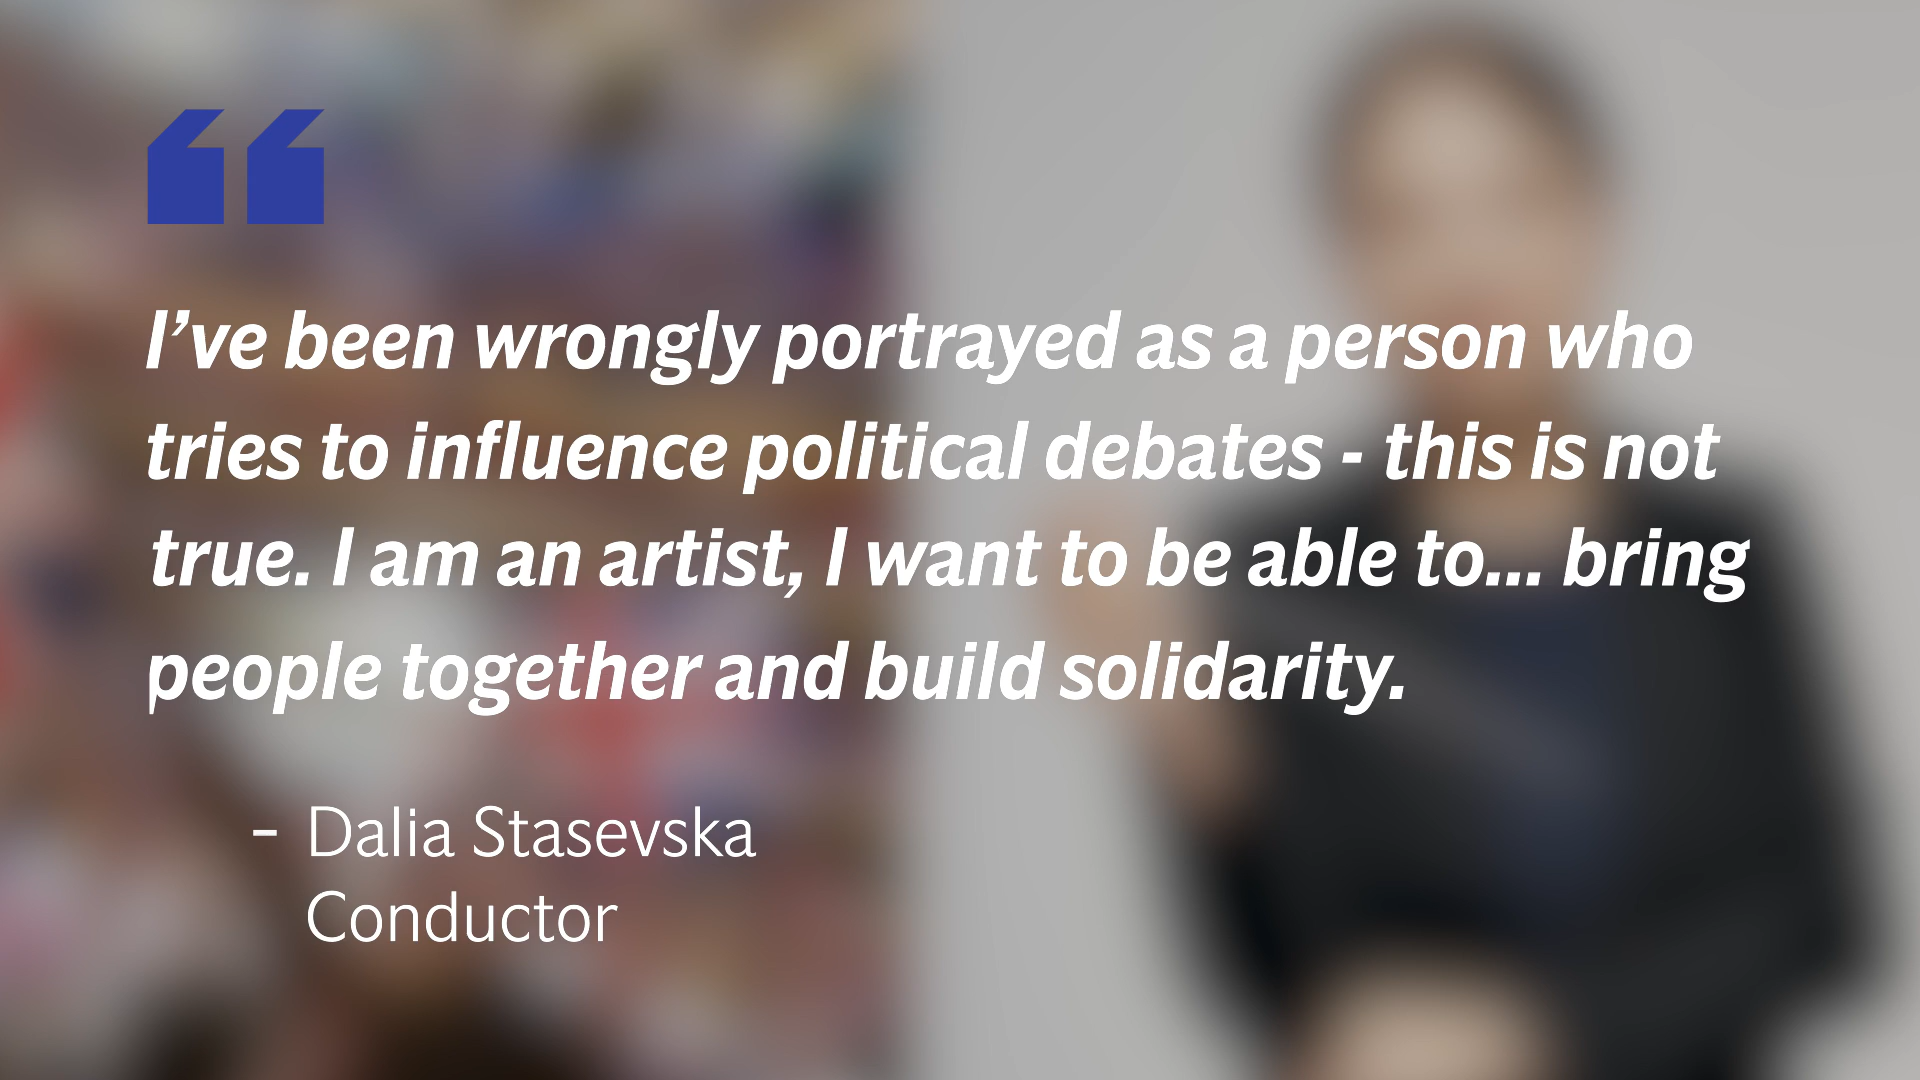 I’ve been wrongly portrayed as a person who
tries to influence political debates - this is not
true. I am an artist, I want to be able to... bring
people together and build solidarity.
- Dalia Stasevska
Conductor